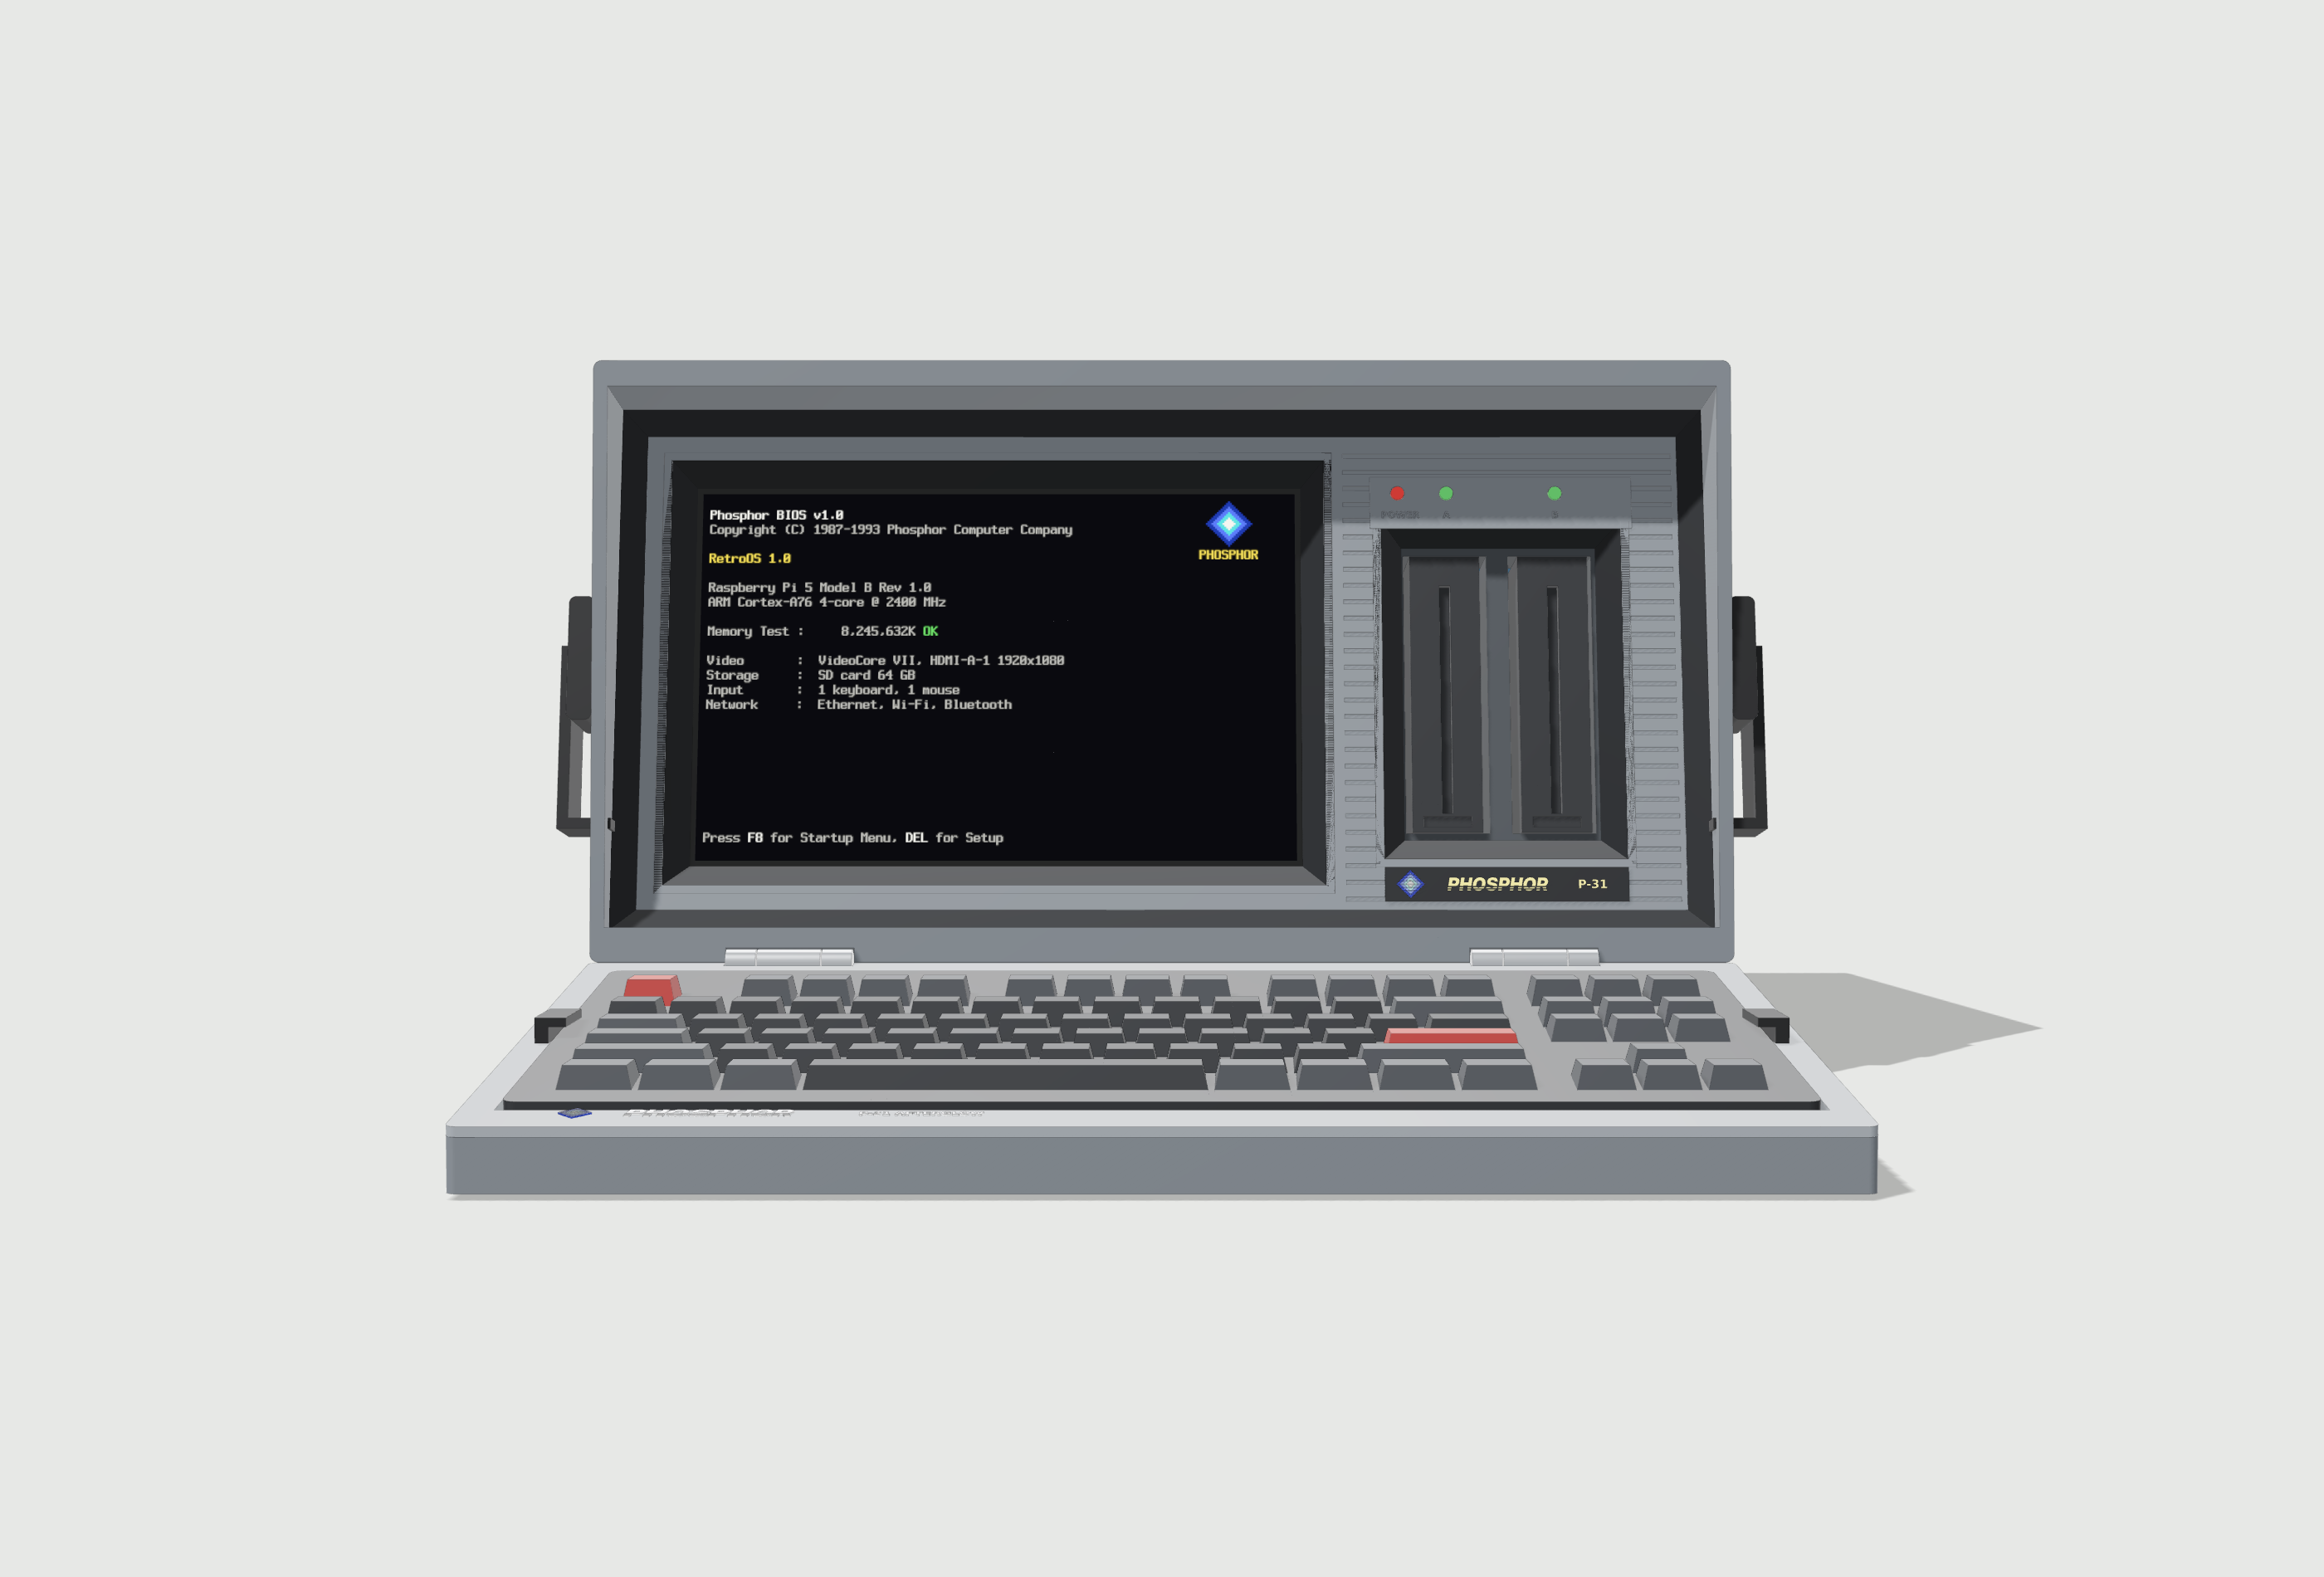 Phosphor BIOS v1.0
Copyright (C) 1987-1993 Phosphor Computer Company
PHOSPHOR
RetroOS 1.0
Raspberry Pi 5 Model B Rev 1.0
ARM Cortex-A76 4-core @ 2400 MHz
Memory Test : 8,245,632K OK
Video : VideoCore VII, HDMI-A-1 1920x1080
Storage : SD card 64 GB
Input : 1 keyboard, 1 mouse
Network : Ethernet, Wi-Fi, Bluetooth
Press F8 for Startup Menu, DEL for Setup
POWER A
PHOSPHOR P-31
PHOSPHOR